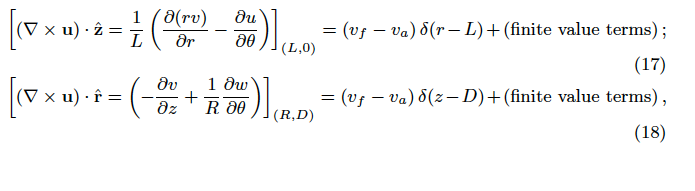 [(∇ × u) · ẑ = 1/L (∂(rv)/∂r − ∂u/∂θ)]_(L,0) = (v_f − v_a) δ(r − L) + (finite value terms) ;
(17)
[(∇ × u) · r̂ = (−∂v/∂z + 1/R ∂w/∂θ)]_(R,D) = (v_f − v_a) δ(z − D) + (finite value terms) ,
(18)